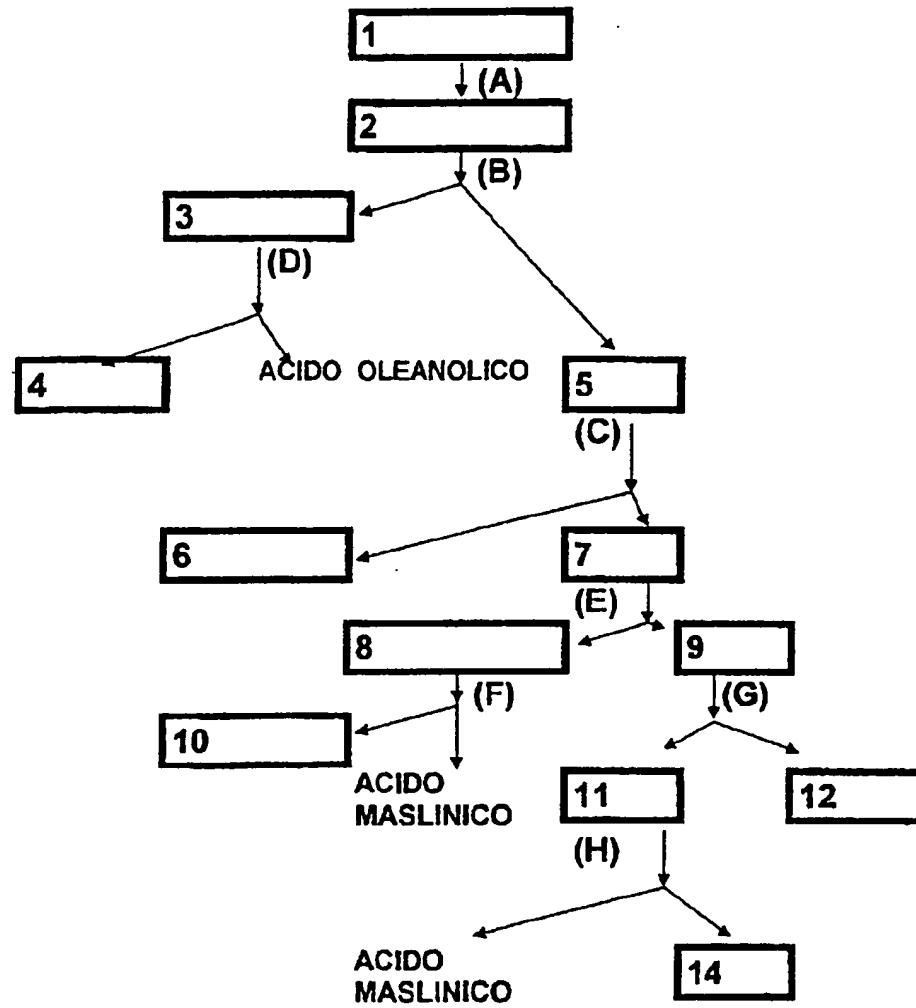 1
(A)
2
(B)
3
(D)
4
ACIDO OLEANOLICO
5
(C)
6
7
(E)
8
9
(F)
(G)
10
ACIDO
MASLINICO
11
12
(H)
ACIDO
MASLINICO
14